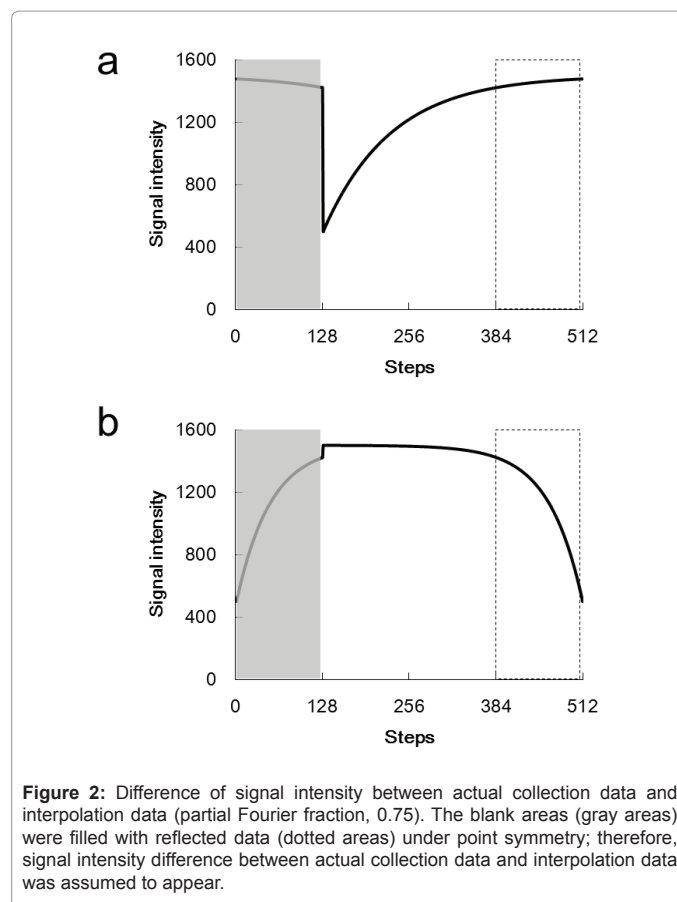 a
1600
1200
800
400
0
Signal intensity
0 128 256 384 512
Steps
b
1600
1200
800
400
0
Signal intensity
0 128 256 384 512
Steps
Figure 2: Difference of signal intensity between actual collection data and
interpolation data (partial Fourier fraction, 0.75). The blank areas (gray areas)
were filled with reflected data (dotted areas) under point symmetry; therefore,
signal intensity difference between actual collection data and interpolation data
was assumed to appear.